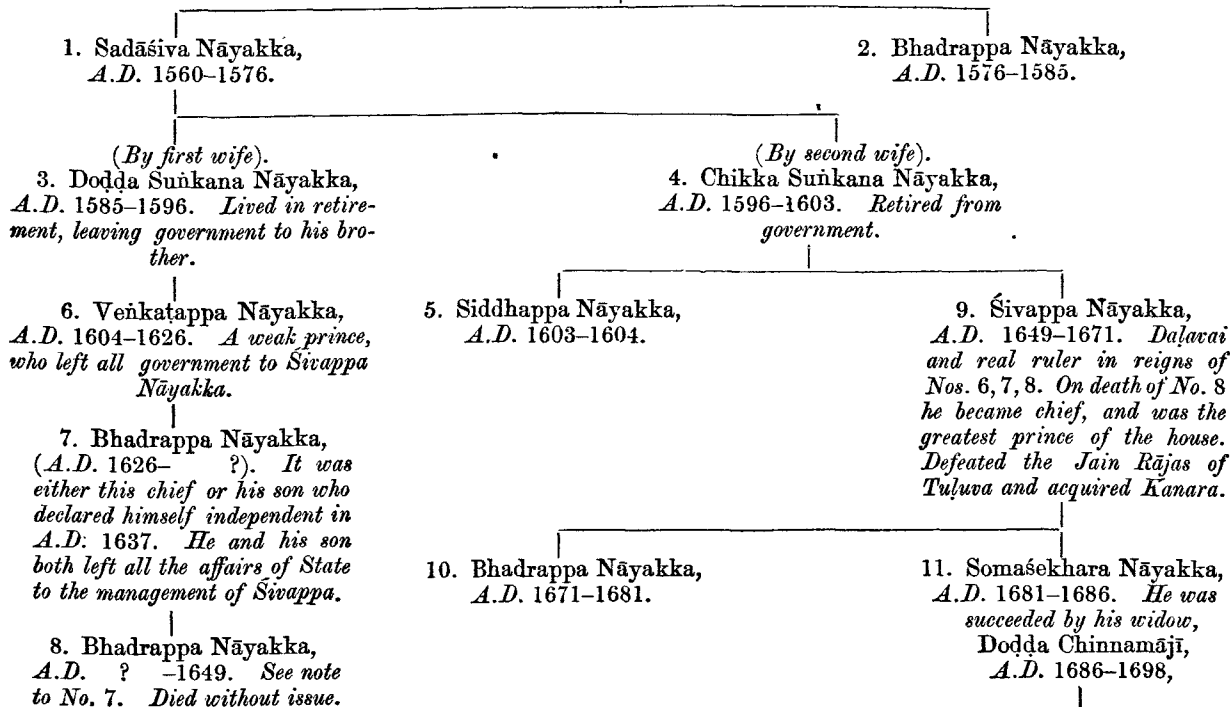 1. Sadāśiva Nāyakka,
A.D. 1560–1576.
2. Bhadrappa Nāyakka,
A.D. 1576–1585.
(By first wife).
3. Doḍḍa Suṅkana Nāyakka,
A.D. 1585–1596. Lived in retire-
ment, leaving government to his bro-
ther.
(By second wife).
4. Chikka Suṅkana Nāyakka,
A.D. 1596–1603. Retired from
government.
6. Veṅkaṭappa Nāyakka,
A.D. 1604–1626. A weak prince,
who left all government to Śivappa
Nāyakka.
5. Siddhappa Nāyakka,
A.D. 1603–1604.
9. Śivappa Nāyakka,
A.D. 1649–1671. Daḷavai
and real ruler in reigns of
Nos. 6, 7, 8. On death of No. 8
he became chief, and was the
greatest prince of the house.
Defeated the Jain Rājas of
Tuḷuva and acquired Kanara.
7. Bhadrappa Nāyakka,
(A.D. 1626– ?). It was
either this chief or his son who
declared himself independent in
A.D. 1637. He and his son
both left all the affairs of State
to the management of Śivappa.
10. Bhadrappa Nāyakka,
A.D. 1671–1681.
11. Somaśekhara Nāyakka,
A.D. 1681–1686. He was
succeeded by his widow,
Doḍḍa Chinnamājī,
A.D. 1686–1698,
8. Bhadrappa Nāyakka,
A.D. ? –1649. See note
to No. 7. Died without issue.